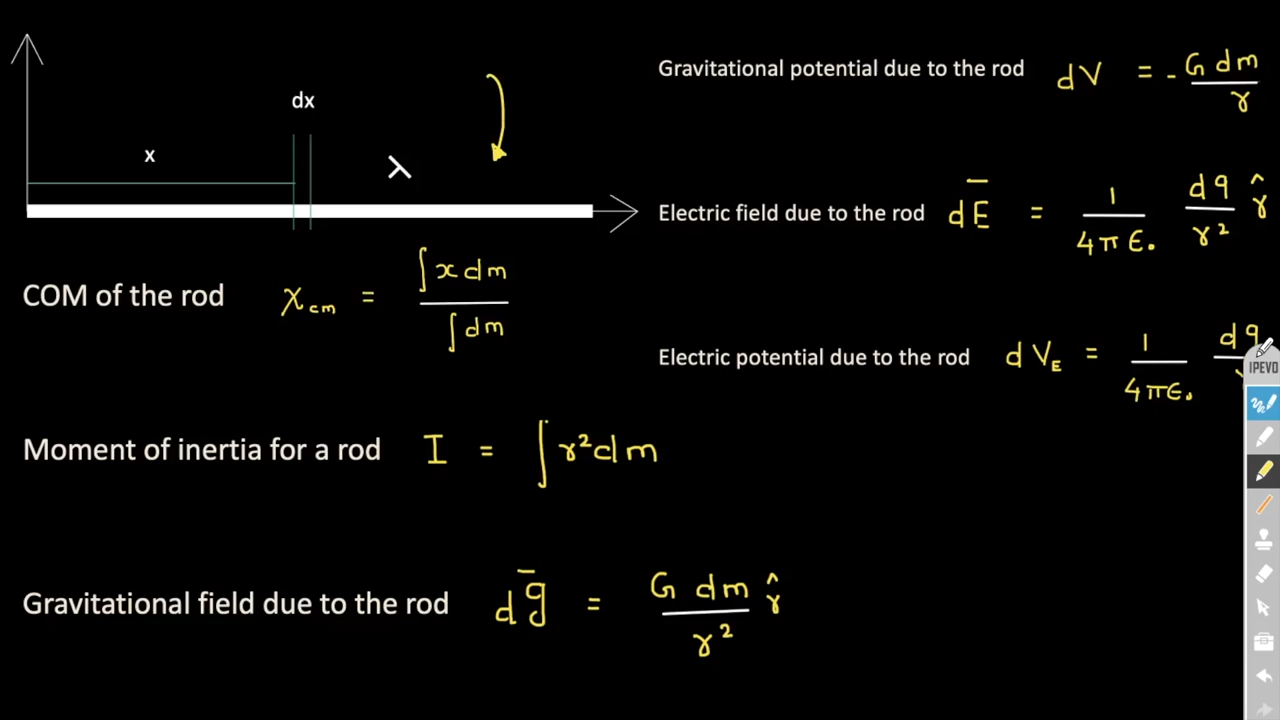 dx
x
λ
COM of the rod x_cm = ∫ x dm / ∫ dm
Moment of inertia for a rod I = ∫ r² dm
Gravitational field due to the rod dḡ = G dm / r² r̂
Gravitational potential due to the rod dV = - G dm / r
Electric field due to the rod dĒ = 1 / 4πε₀ dq / r² r̂
Electric potential due to the rod dV_E = 1 / 4πε₀ dq
IPEVO